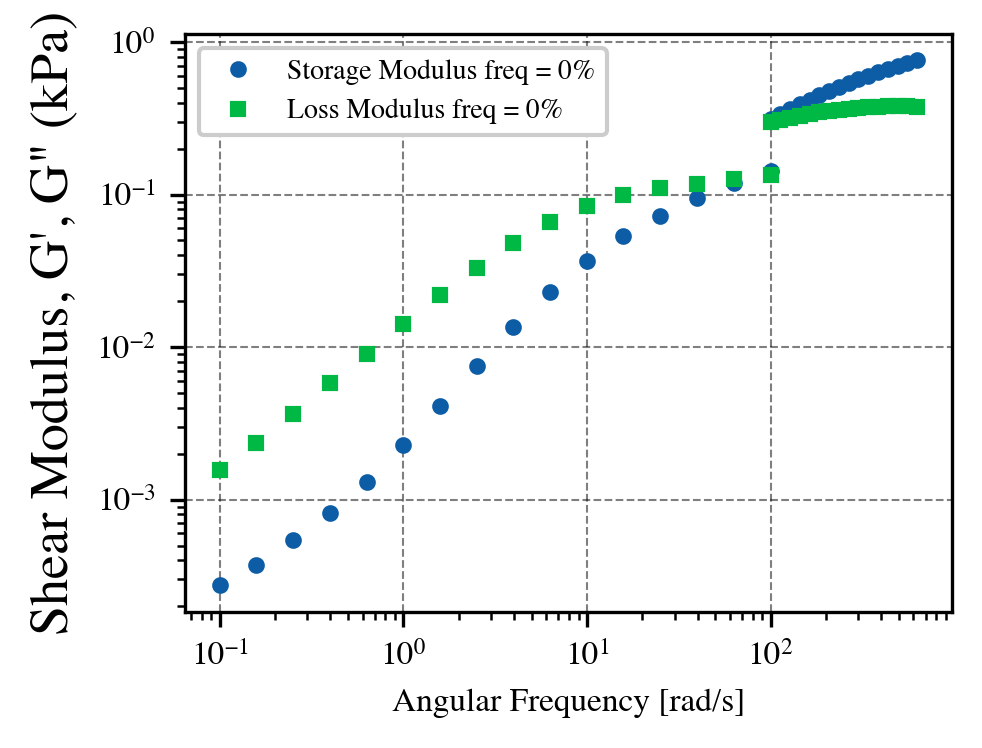 Shear Modulus, G', G" (kPa)
10⁰
10⁻¹
10⁻²
10⁻³
Storage Modulus freq = 0%
Loss Modulus freq = 0%
10⁻¹ 10⁰ 10¹ 10²
Angular Frequency [rad/s]